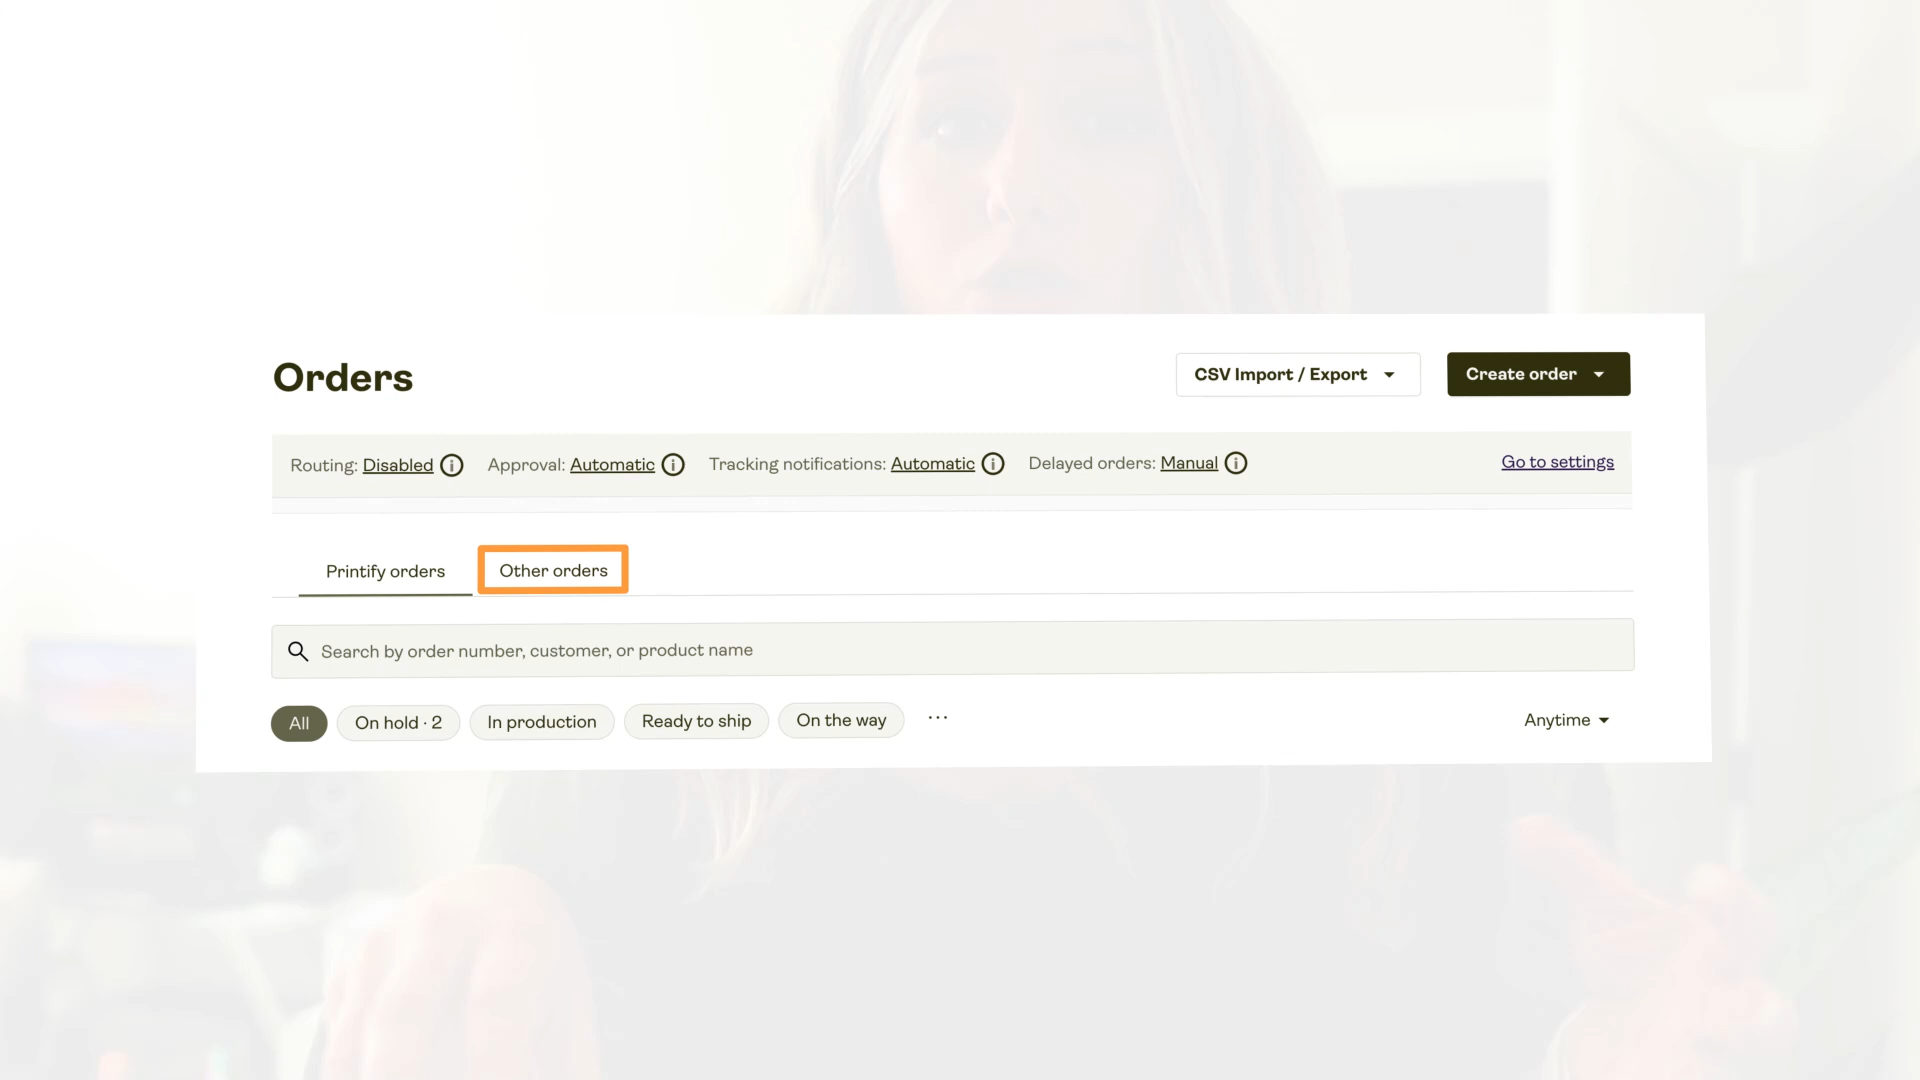 Orders
CSV Import / Export
Create order
Routing: Disabled
Approval: Automatic
Tracking notifications: Automatic
Delayed orders: Manual
Go to settings
Printify orders
Other orders
Search by order number, customer, or product name
All
On hold · 2
In production
Ready to ship
On the way
...
Anytime